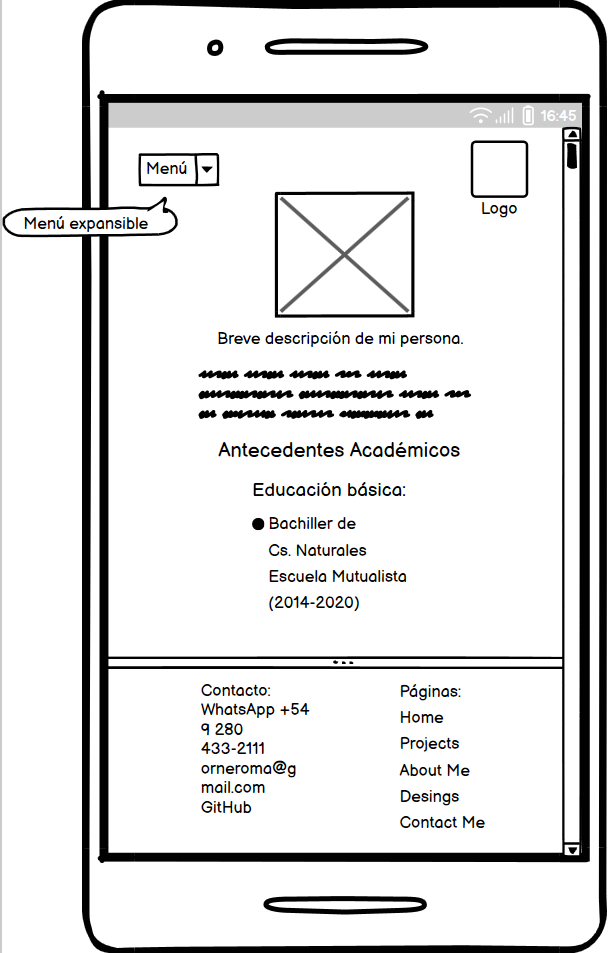 16:45
Menú
Logo
Menú expansible
Breve descripción de mi persona.
Antecedentes Académicos
Educación básica:
Bachiller de
Cs. Naturales
Escuela Mutualista
(2014-2020)
Contacto:
WhatsApp +54
9 280
433-2111
orneroma@g
mail.com
GitHub
Páginas:
Home
Projects
About Me
Desings
Contact Me